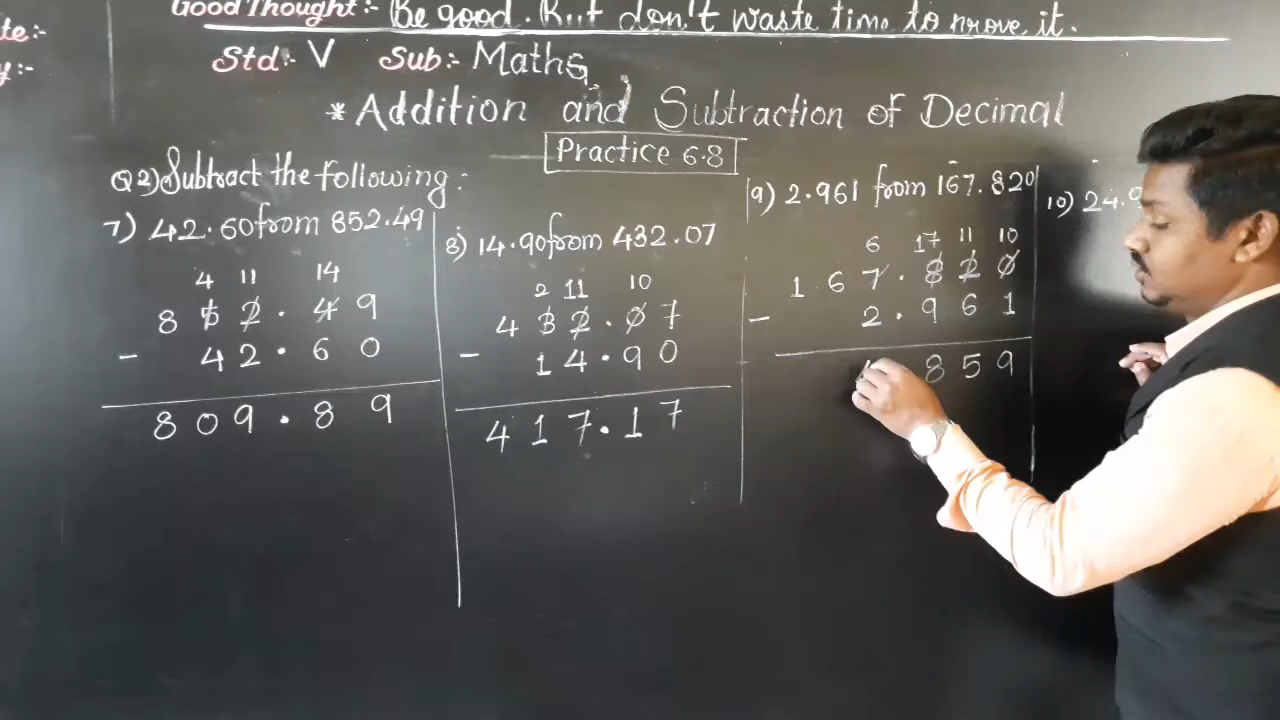 te:-
y:-
Good Thought:- Be good. But don't waste time to prove it.
Std:- V Sub:- Maths
* Addition and Subtraction of Decimal
Practice 6.8
Q2) Subtract the following:
7) 42.60 from 852.49
4 11 14
8 5 2 . 4 9
- 4 2 . 6 0
8 0 9 . 8 9
8) 14.90 from 432.07
2 11 10
4 3 2 . 0 7
- 1 4 . 9 0
4 1 7 . 1 7
9) 2.961 from 167.820
6 17 11 10
1 6 7 . 8 2 0
- 2 . 9 6 1
8 5 9
10) 24.9